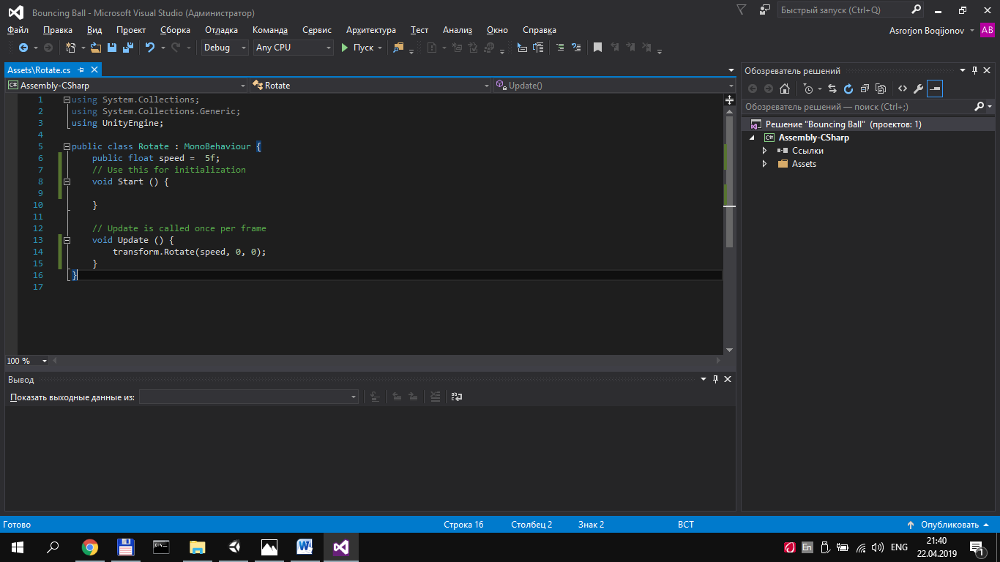 Bouncing Ball - Microsoft Visual Studio (Администратор)
Быстрый запуск (Ctrl+Q)
Файл Правка Вид Проект Сборка Отладка Команда Сервис Архитектура Тест Анализ Окно Справка
Asrorjon Boqijonov AB
Debug Any CPU Пуск
Assets\Rotate.cs
Assembly-CSharp Rotate Update()
1 using System.Collections;
2 using System.Collections.Generic;
3 using UnityEngine;
4
5 public class Rotate : MonoBehaviour {
6 public float speed =  5f;
7 // Use this for initialization
8 void Start () {
9
10 }
11
12 // Update is called once per frame
13 void Update () {
14 transform.Rotate(speed, 0, 0);
15 }
16 }
17
100 %
Вывод
Показать выходные данные из:
Обозреватель решений
Обозреватель решений — поиск (Ctrl+;)
Решение "Bouncing Ball" (проектов: 1)
C# Assembly-CSharp
Ссылки
Assets
Готово Строка 16 Столбец 2 Знак 2 ВСТ Опубликовать
En ENG 21:40
22.04.2019 1